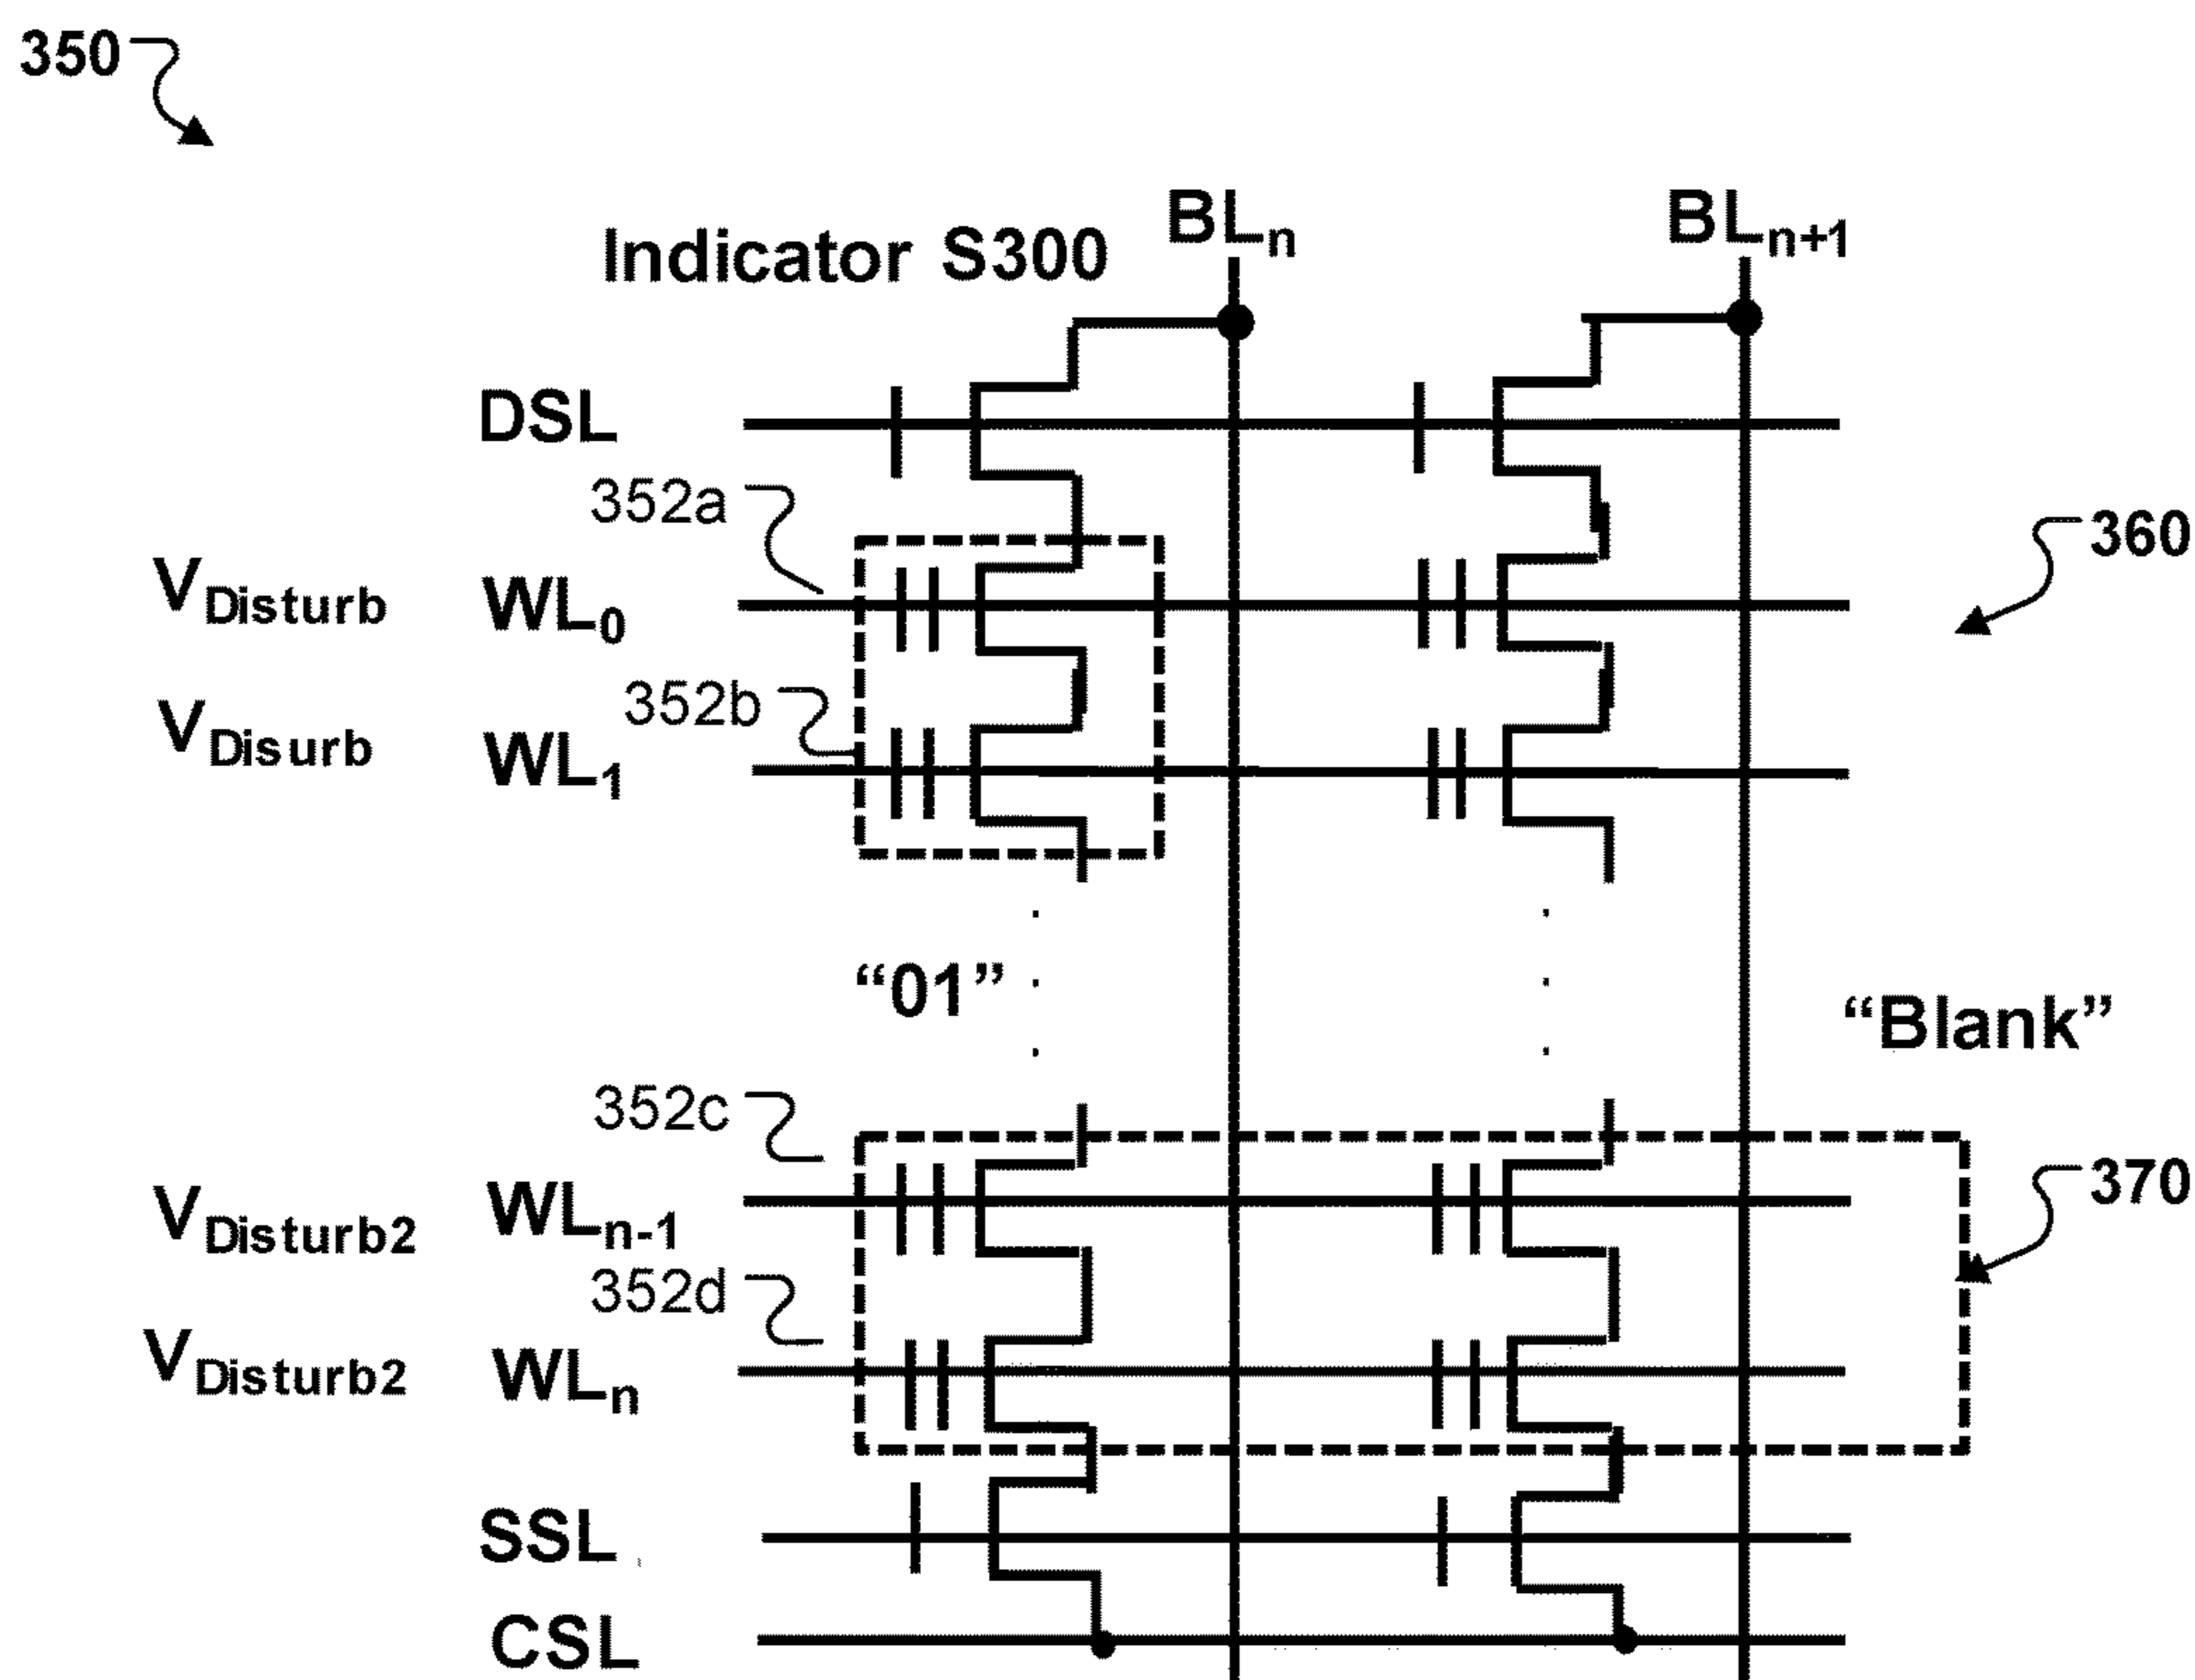 350
Indicator S300 BLn BLn+1
DSL
352a
360
VDisturb WL0
352b
VDisurb WL1
“01”
“Blank”
352c
370
VDisturb2 WLn-1
352d
VDisturb2 WLn
SSL
CSL